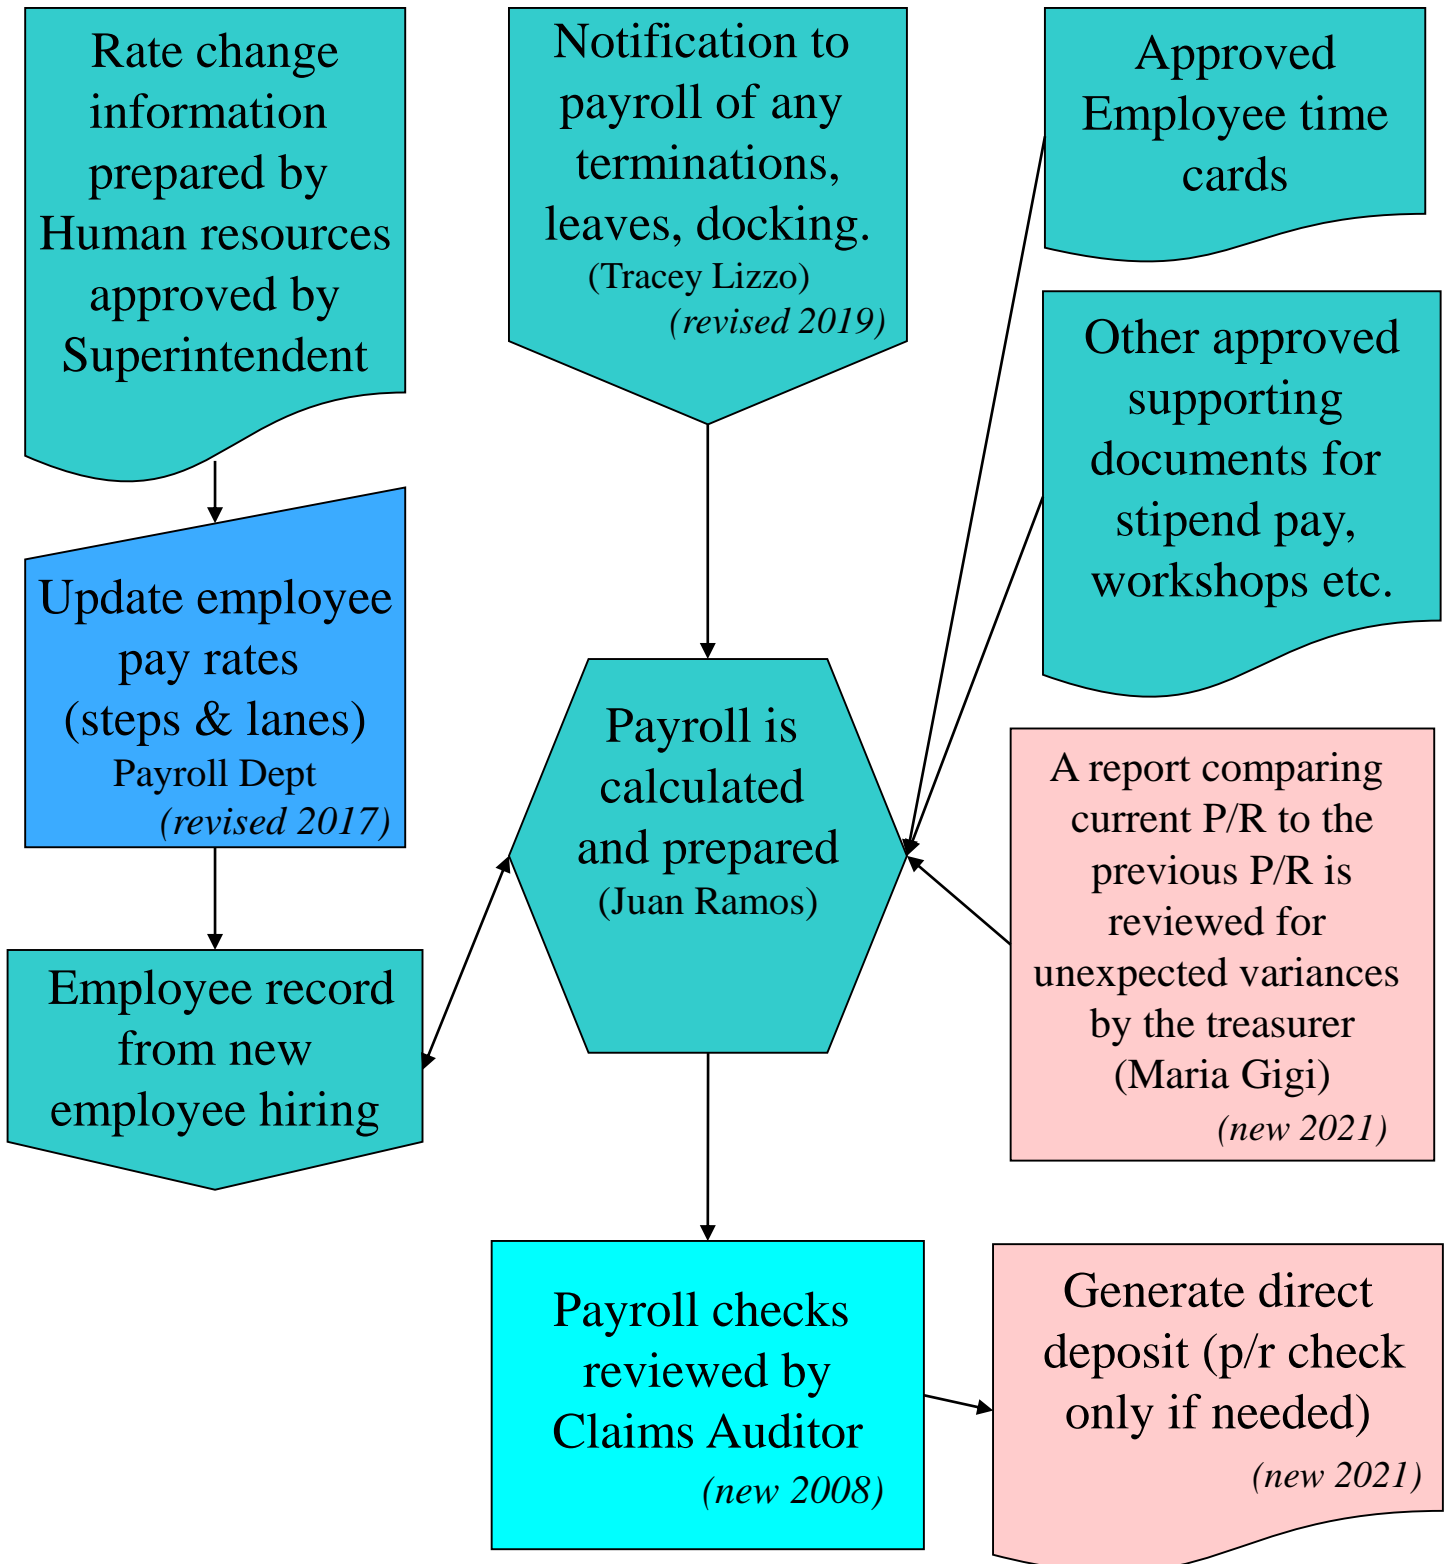 Rate change
information
prepared by
Human resources
approved by
Superintendent
Notification to
payroll of any
terminations,
leaves, docking.
(Tracey Lizzo)
(revised 2019)
Approved
Employee time
cards
Other approved
supporting
documents for
stipend pay,
workshops etc.
Update employee
pay rates
(steps & lanes)
Payroll Dept
(revised 2017)
Payroll is
calculated
and prepared
(Juan Ramos)
A report comparing
current P/R to the
previous P/R is
reviewed for
unexpected variances
by the treasurer
(Maria Gigi)
(new 2021)
Employee record
from new
employee hiring
Payroll checks
reviewed by
Claims Auditor
(new 2008)
Generate direct
deposit (p/r check
only if needed)
(new 2021)